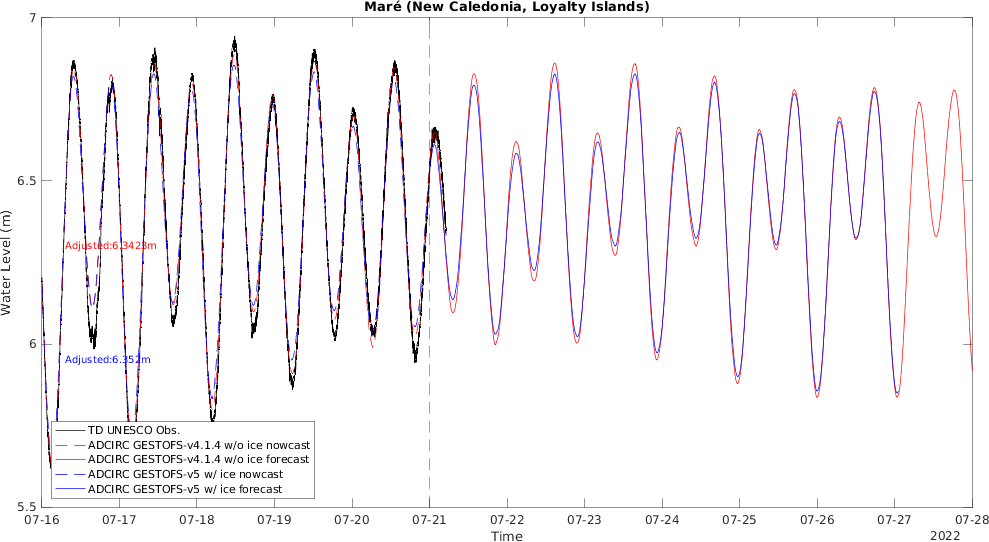 Maré (New Caledonia, Loyalty Islands)
7
6.5
6
5.5
Water Level (m)
Adjusted:6.3423m
Adjusted:6.352m
TD UNESCO Obs.
ADCIRC GESTOFS-v4.1.4 w/o ice nowcast
ADCIRC GESTOFS-v4.1.4 w/o ice forecast
ADCIRC GESTOFS-v5 w/ ice nowcast
ADCIRC GESTOFS-v5 w/ ice forecast
07-16 07-17 07-18 07-19 07-20 07-21 07-22 07-23 07-24 07-25 07-26 07-27 07-28
Time
2022